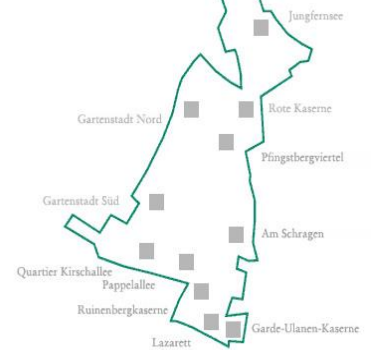 Jungfernsee
Rote Kaserne
Gartenstadt Nord
Pfingstbergviertel
Gartenstadt Süd
Am Schragen
Quartier Kirschallee
Pappelallee
Ruinenbergkaserne
Garde-Ulanen-Kaserne
Lazarett